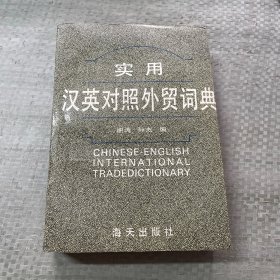 实用
汉英对照外贸词典
编
CHINESE-ENGLISH
INTERNATIONAL
TRADEDICTIONARY
海天出版社